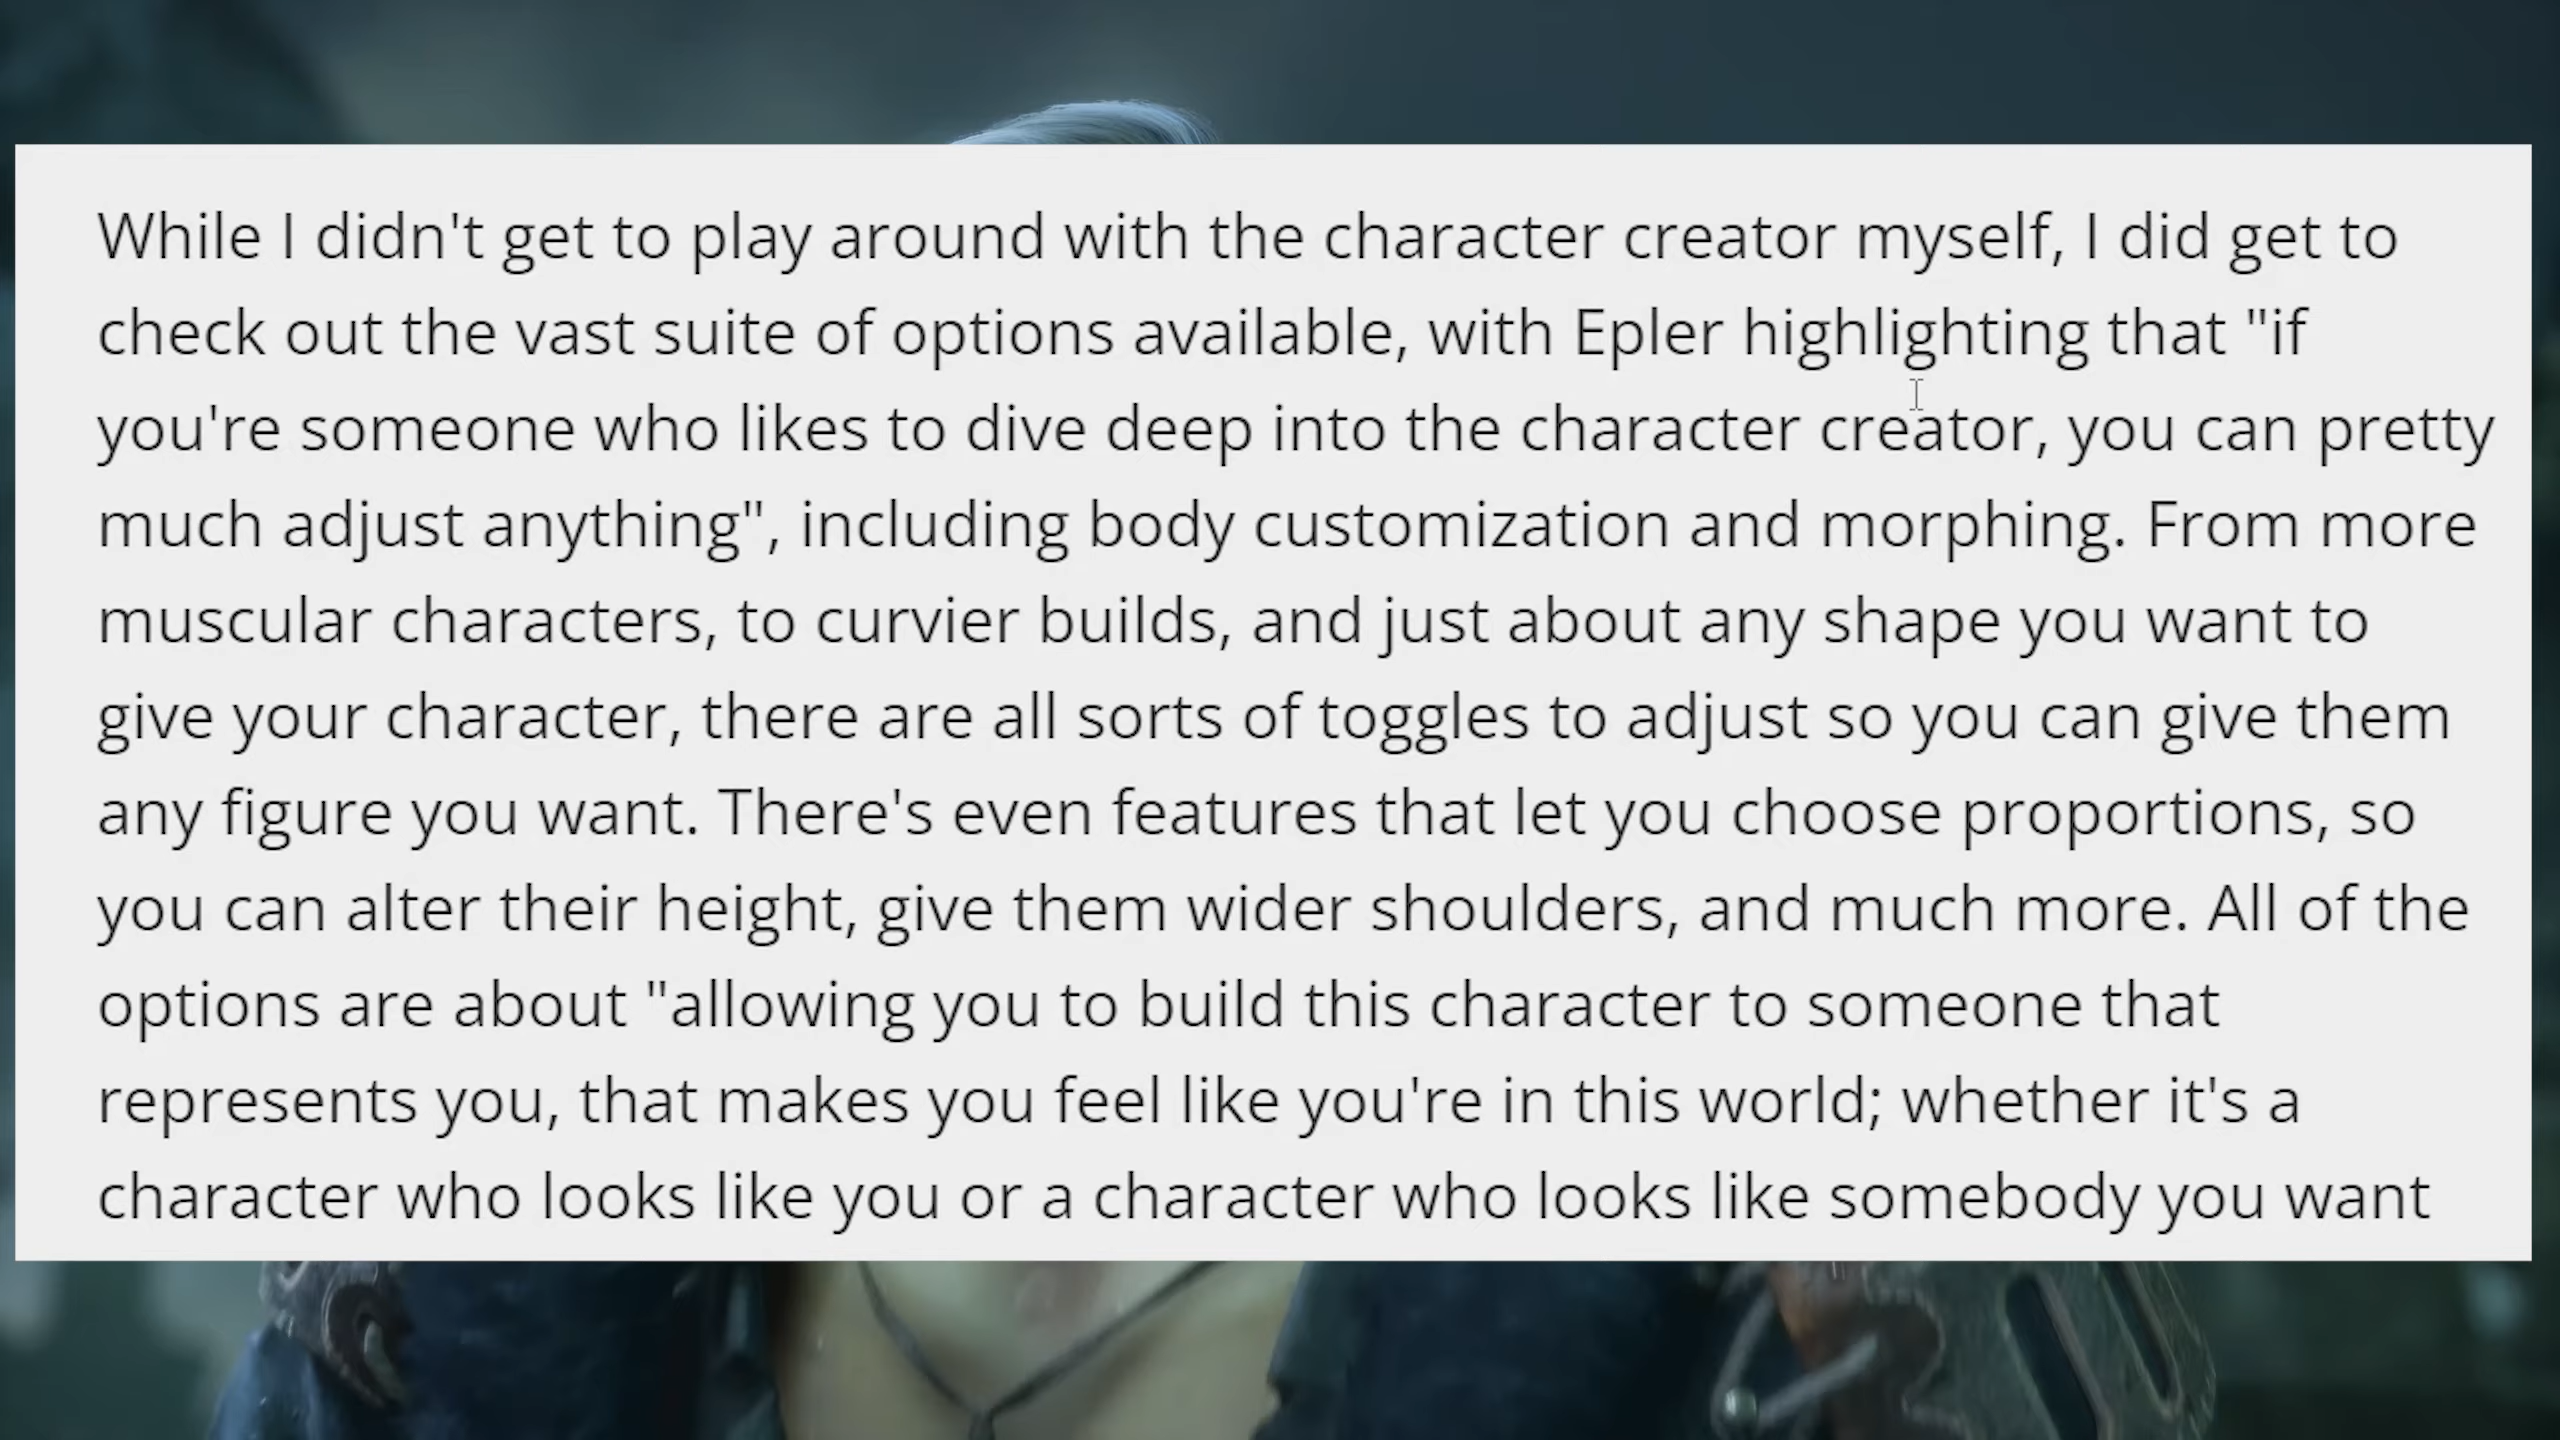 While I didn't get to play around with the character creator myself, I did get to
check out the vast suite of options available, with Epler highlighting that "if
you're someone who likes to dive deep into the character creator, you can pretty
much adjust anything", including body customization and morphing. From more
muscular characters, to curvier builds, and just about any shape you want to
give your character, there are all sorts of toggles to adjust so you can give them
any figure you want. There's even features that let you choose proportions, so
you can alter their height, give them wider shoulders, and much more. All of the
options are about "allowing you to build this character to someone that
represents you, that makes you feel like you're in this world; whether it's a
character who looks like you or a character who looks like somebody you want